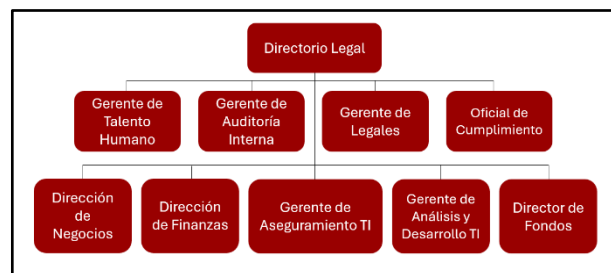 Directorio Legal
Gerente de
Talento
Humano
Gerente de
Auditoría
Interna
Gerente de
Legales
Oficial de
Cumplimiento
Dirección
de
Negocios
Dirección
de Finanzas
Gerente de
Aseguramiento TI
Gerente de
Análisis y
Desarrollo TI
Director de
Fondos